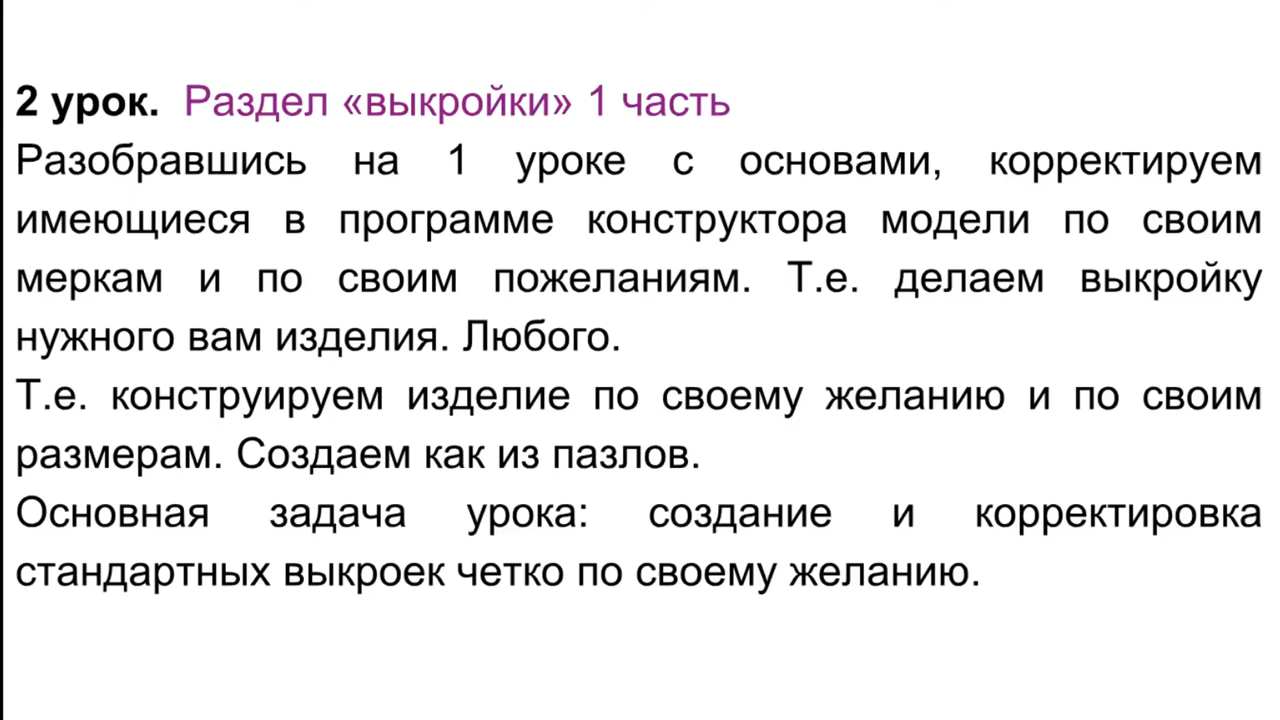 2 урок. Раздел «выкройки» 1 часть
Разобравшись на 1 уроке с основами, корректируем
имеющиеся в программе конструктора модели по своим
меркам и по своим пожеланиям. Т.е. делаем выкройку
нужного вам изделия. Любого.
Т.е. конструируем изделие по своему желанию и по своим
размерам. Создаем как из пазлов.
Основная задача урока: создание и корректировка
стандартных выкроек четко по своему желанию.